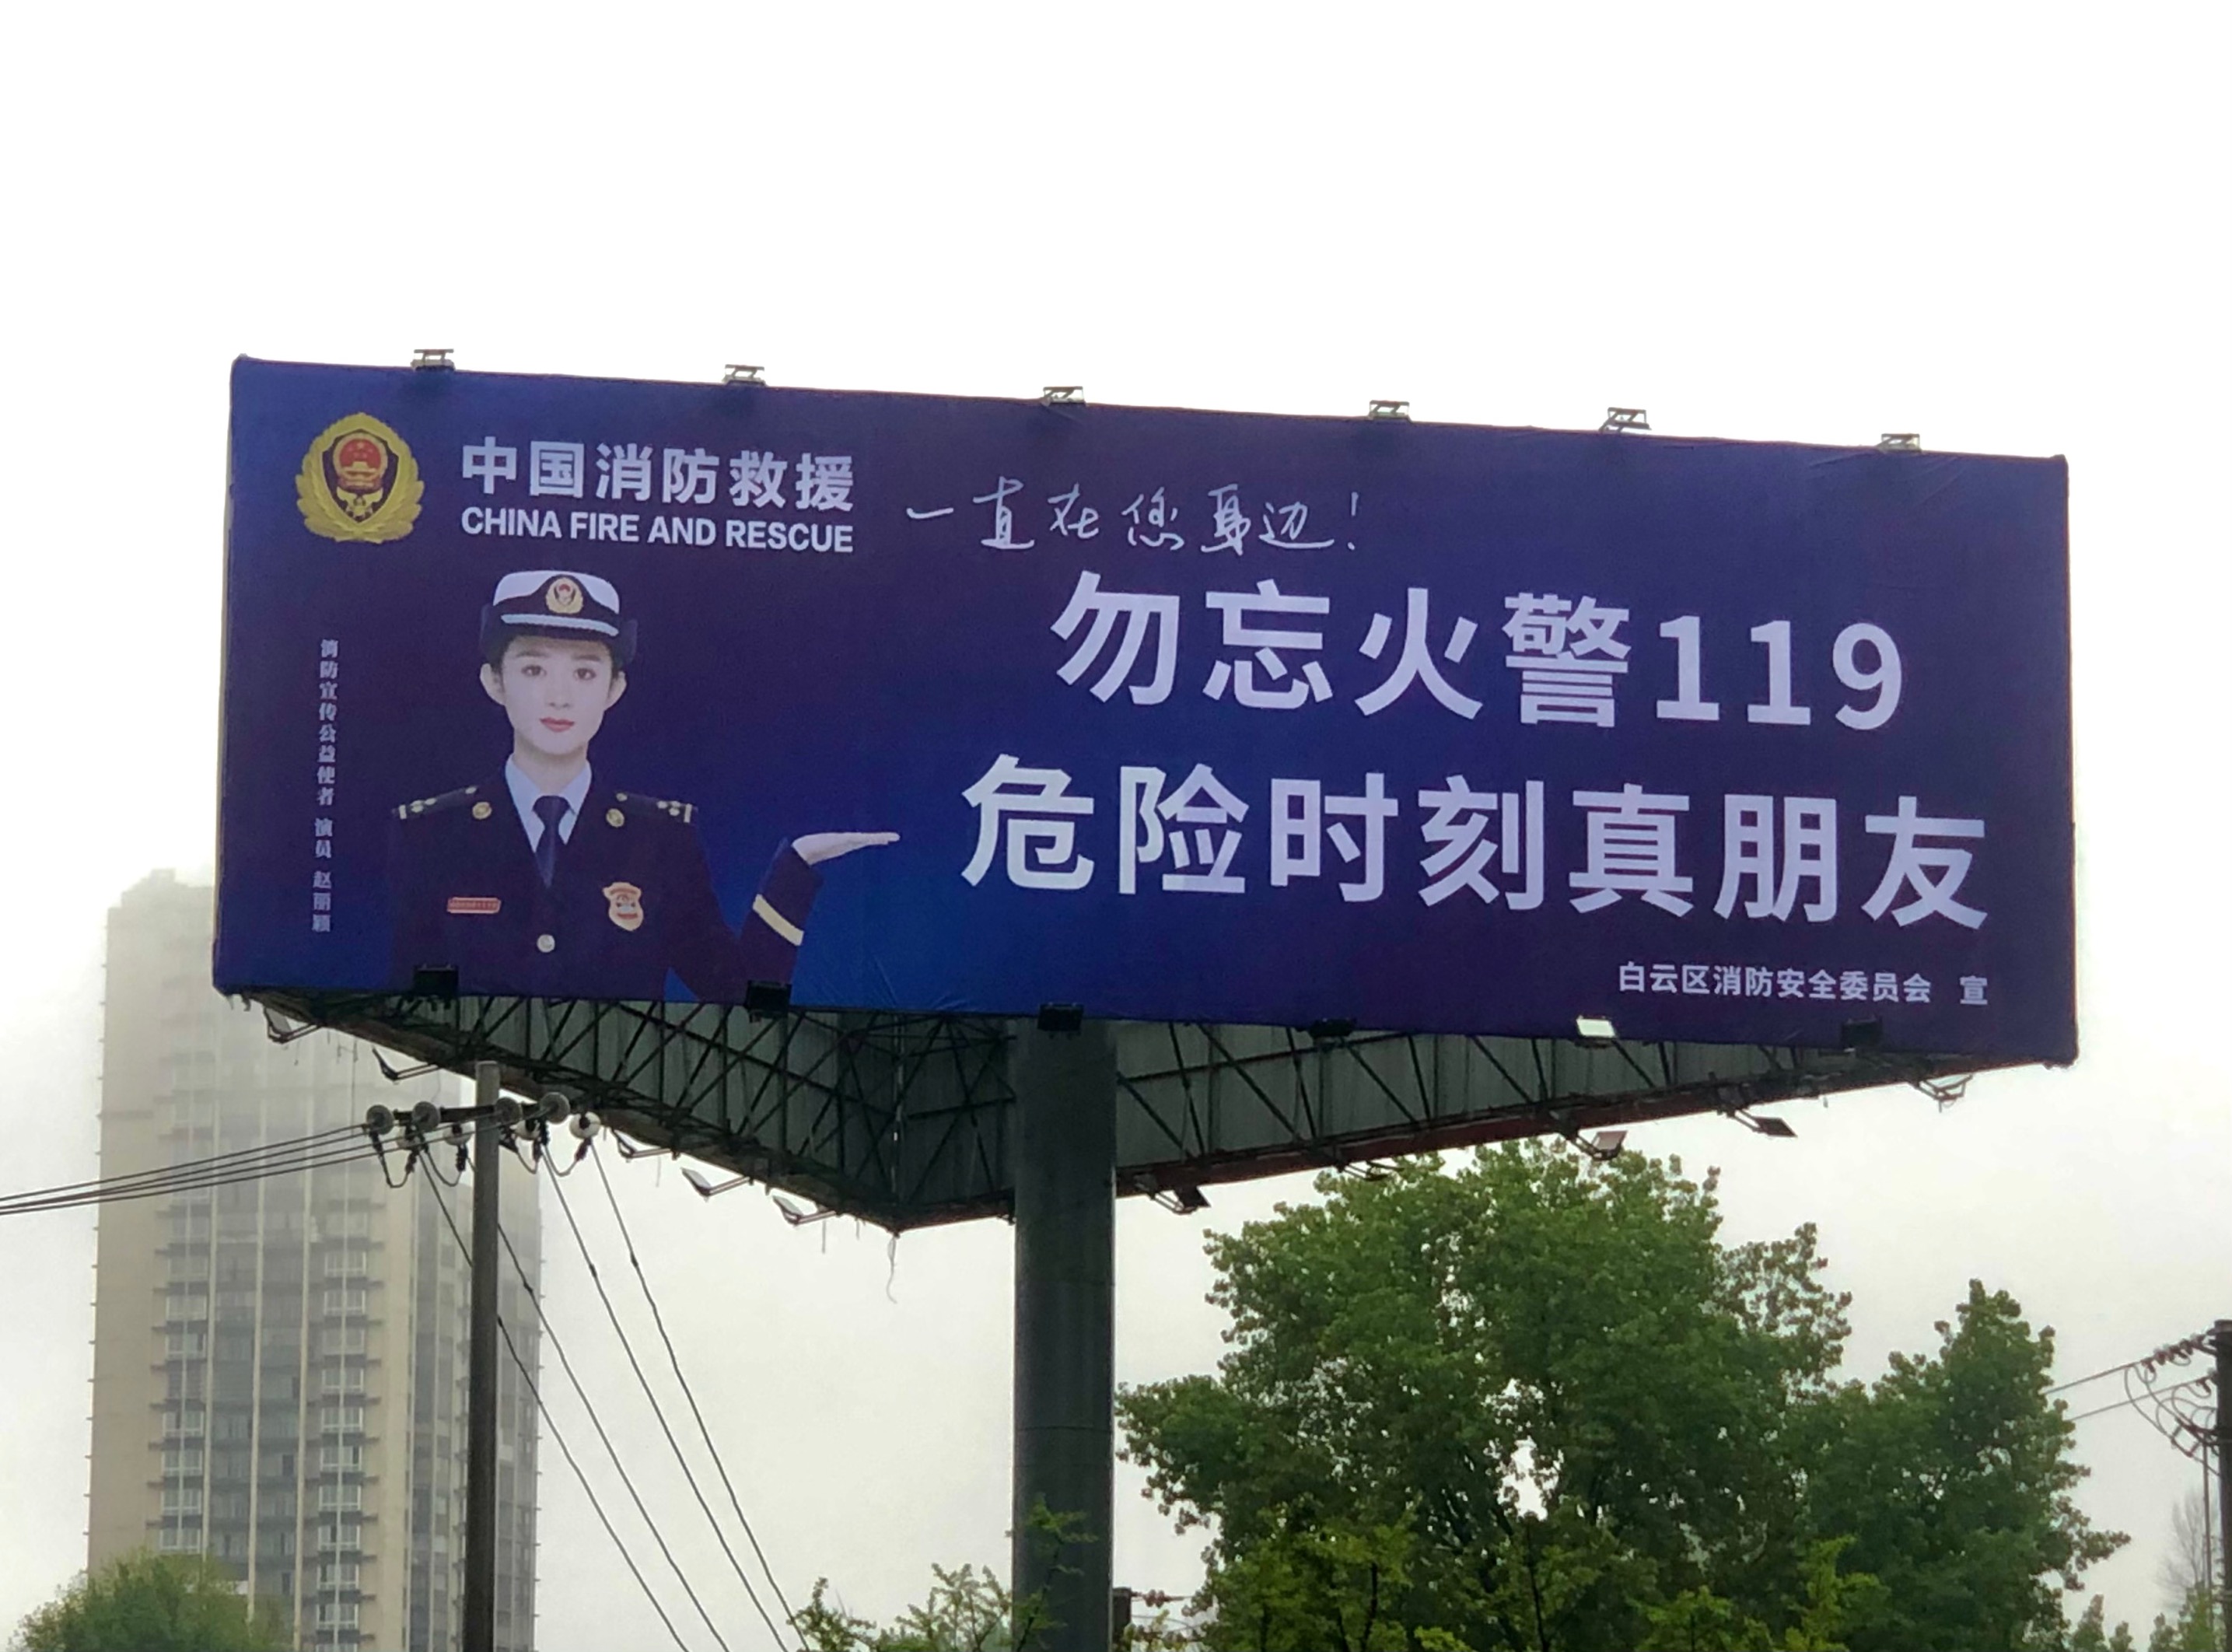 中国消防救援
CHINA FIRE AND RESCUE
一直在您身边!
勿忘火警119
危险时刻真朋友
消防宣传公益使者 演员 赵丽颖
白云区消防安全委员会 宣